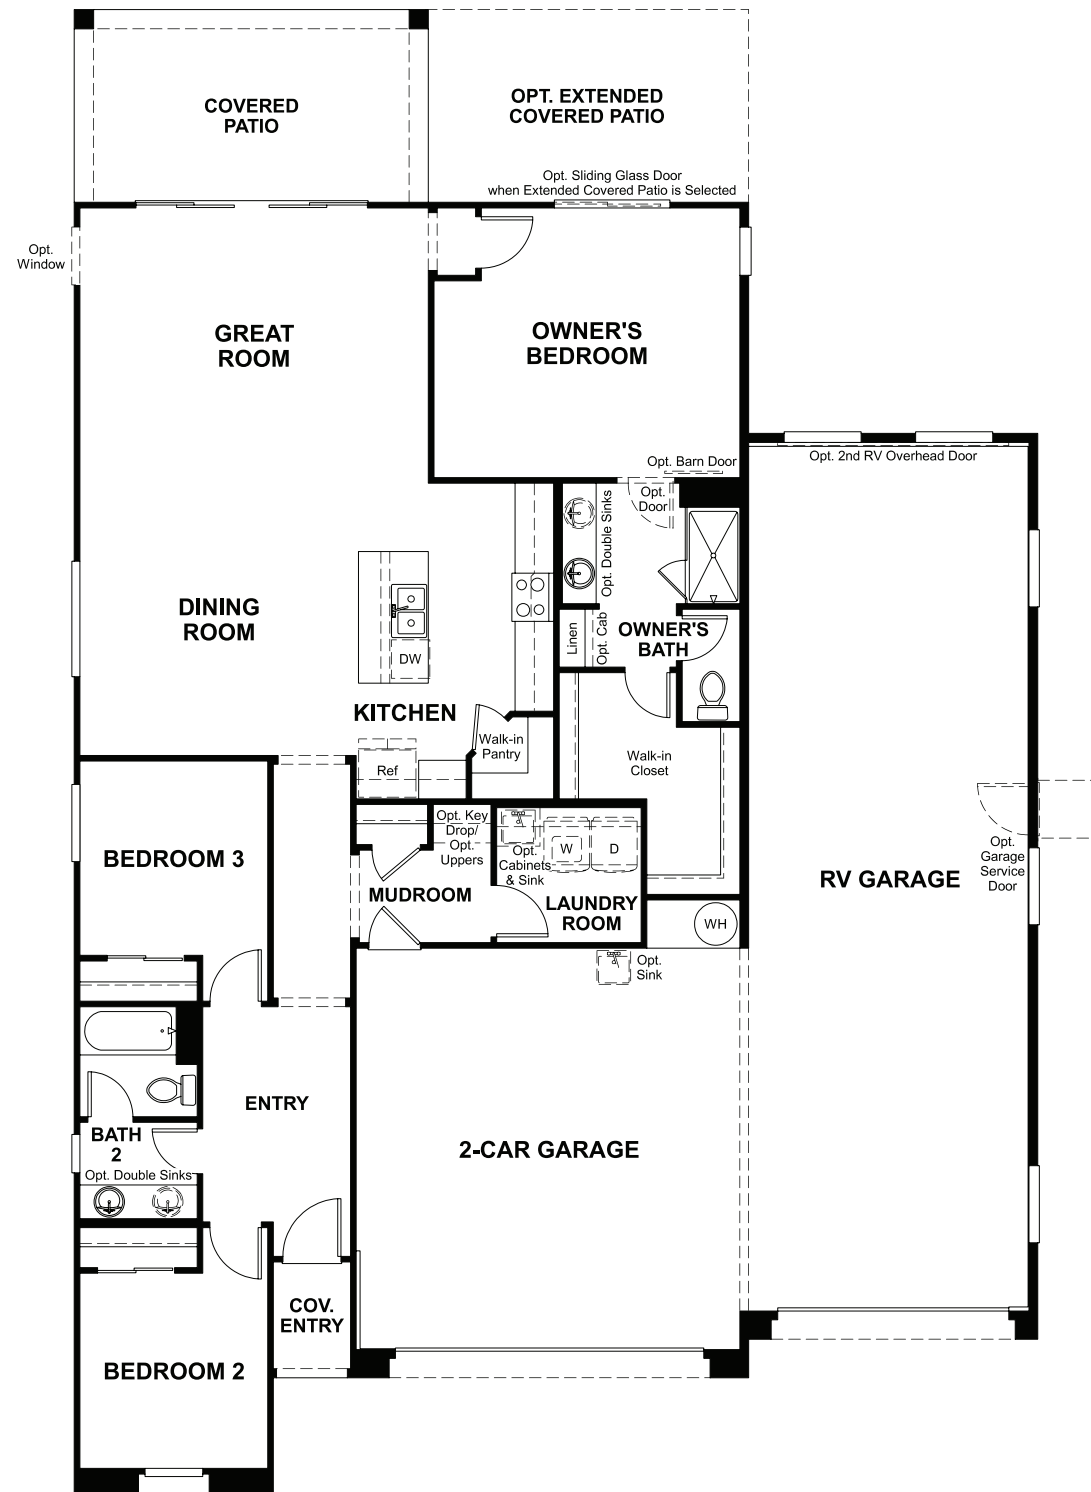 COVERED
PATIO
OPT. EXTENDED
COVERED PATIO
Opt. Sliding Glass Door
when Extended Covered Patio is Selected
Opt.
Window
GREAT
ROOM
OWNER'S
BEDROOM
Opt. Barn Door
Opt. 2nd RV Overhead Door
Opt.
Door
Opt. Double Sinks
DINING
ROOM
DW
Linen
Opt. Cab
OWNER'S
BATH
KITCHEN
Walk-in
Pantry
Ref
Walk-in
Closet
BEDROOM 3
Opt. Key
Drop/
Opt.
Uppers
Opt.
Cabinets
& Sink
W
D
MUDROOM
LAUNDRY
ROOM
WH
RV GARAGE
Opt.
Garage
Service
Door
Opt.
Sink
ENTRY
BATH
2
Opt. Double Sinks
2-CAR GARAGE
COV.
ENTRY
BEDROOM 2